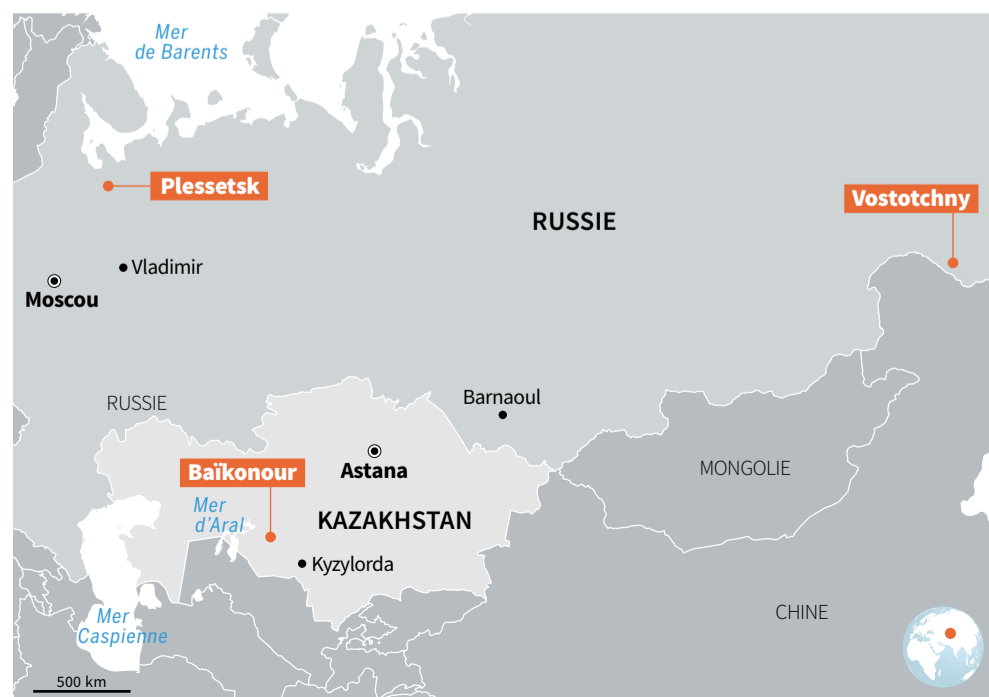 Mer
de Barents
Plessetsk
Vostotchny
RUSSIE
Vladimir
Moscou
Barnaoul
RUSSIE
Astana
Baïkonour
MONGOLIE
Mer
d'Aral
KAZAKHSTAN
Kyzylorda
CHINE
Mer
Caspienne
500 km